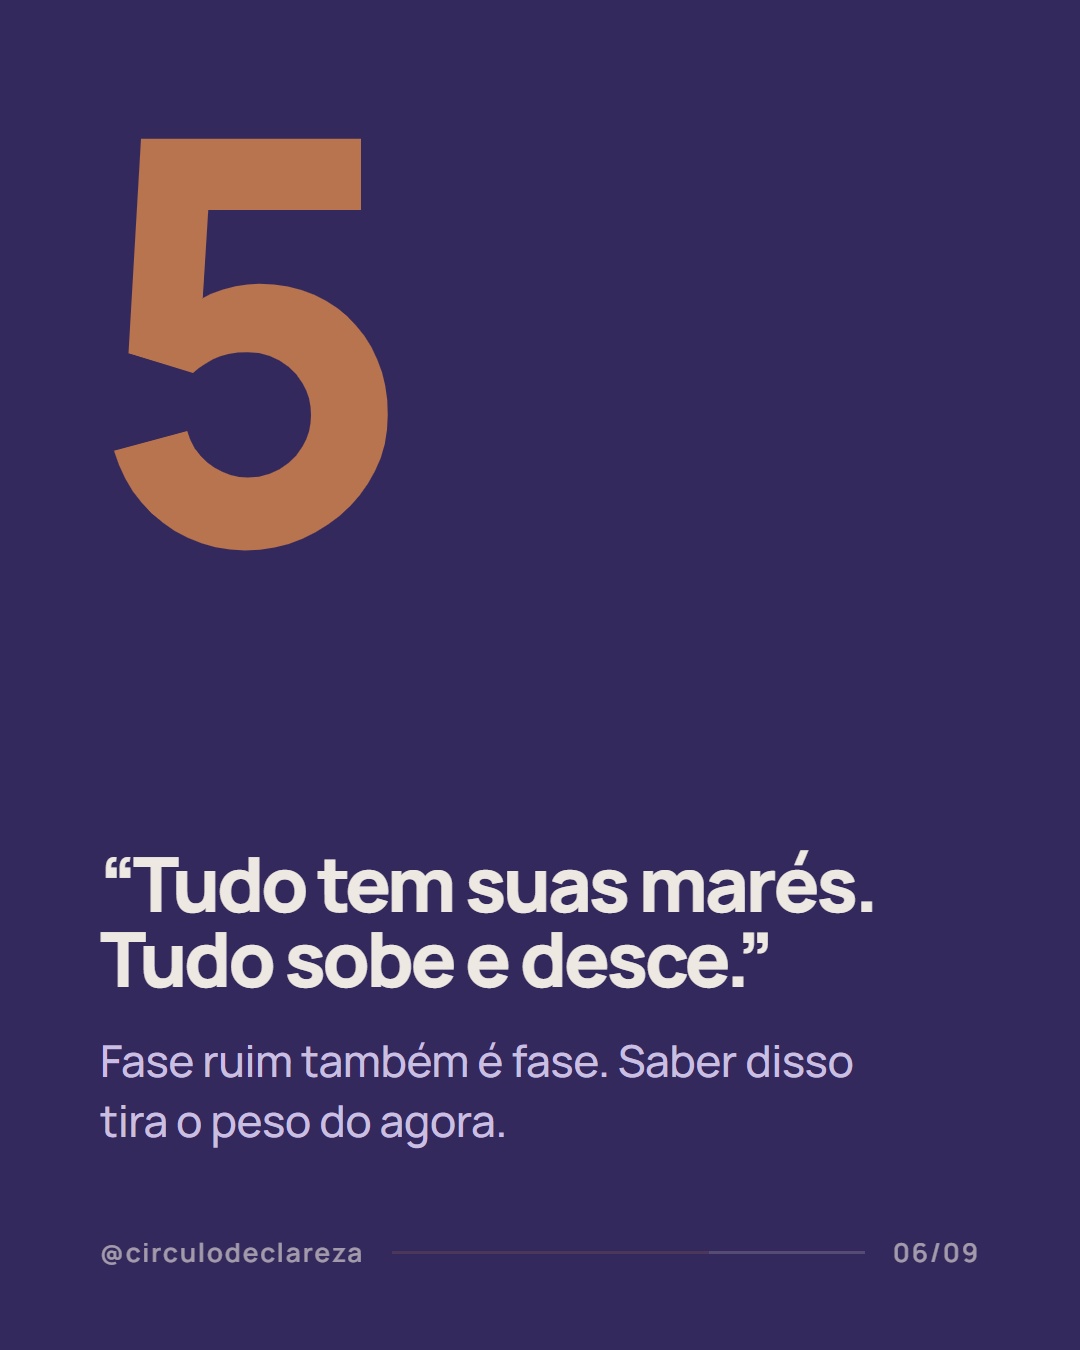 5
“Tudo tem suas marés.
Tudo sobe e desce.”
Fase ruim também é fase. Saber disso
tira o peso do agora.
@circulodeclareza
06/09